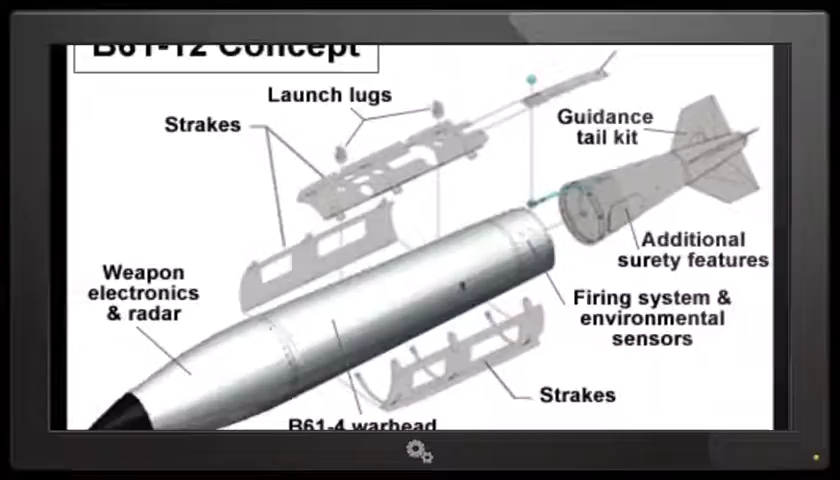 B61-12 Concept
Launch lugs
Strakes
Guidance
tail kit
Additional
surety features
Weapon
electronics
& radar
Firing system &
environmental
sensors
Strakes
B61-4 warhead